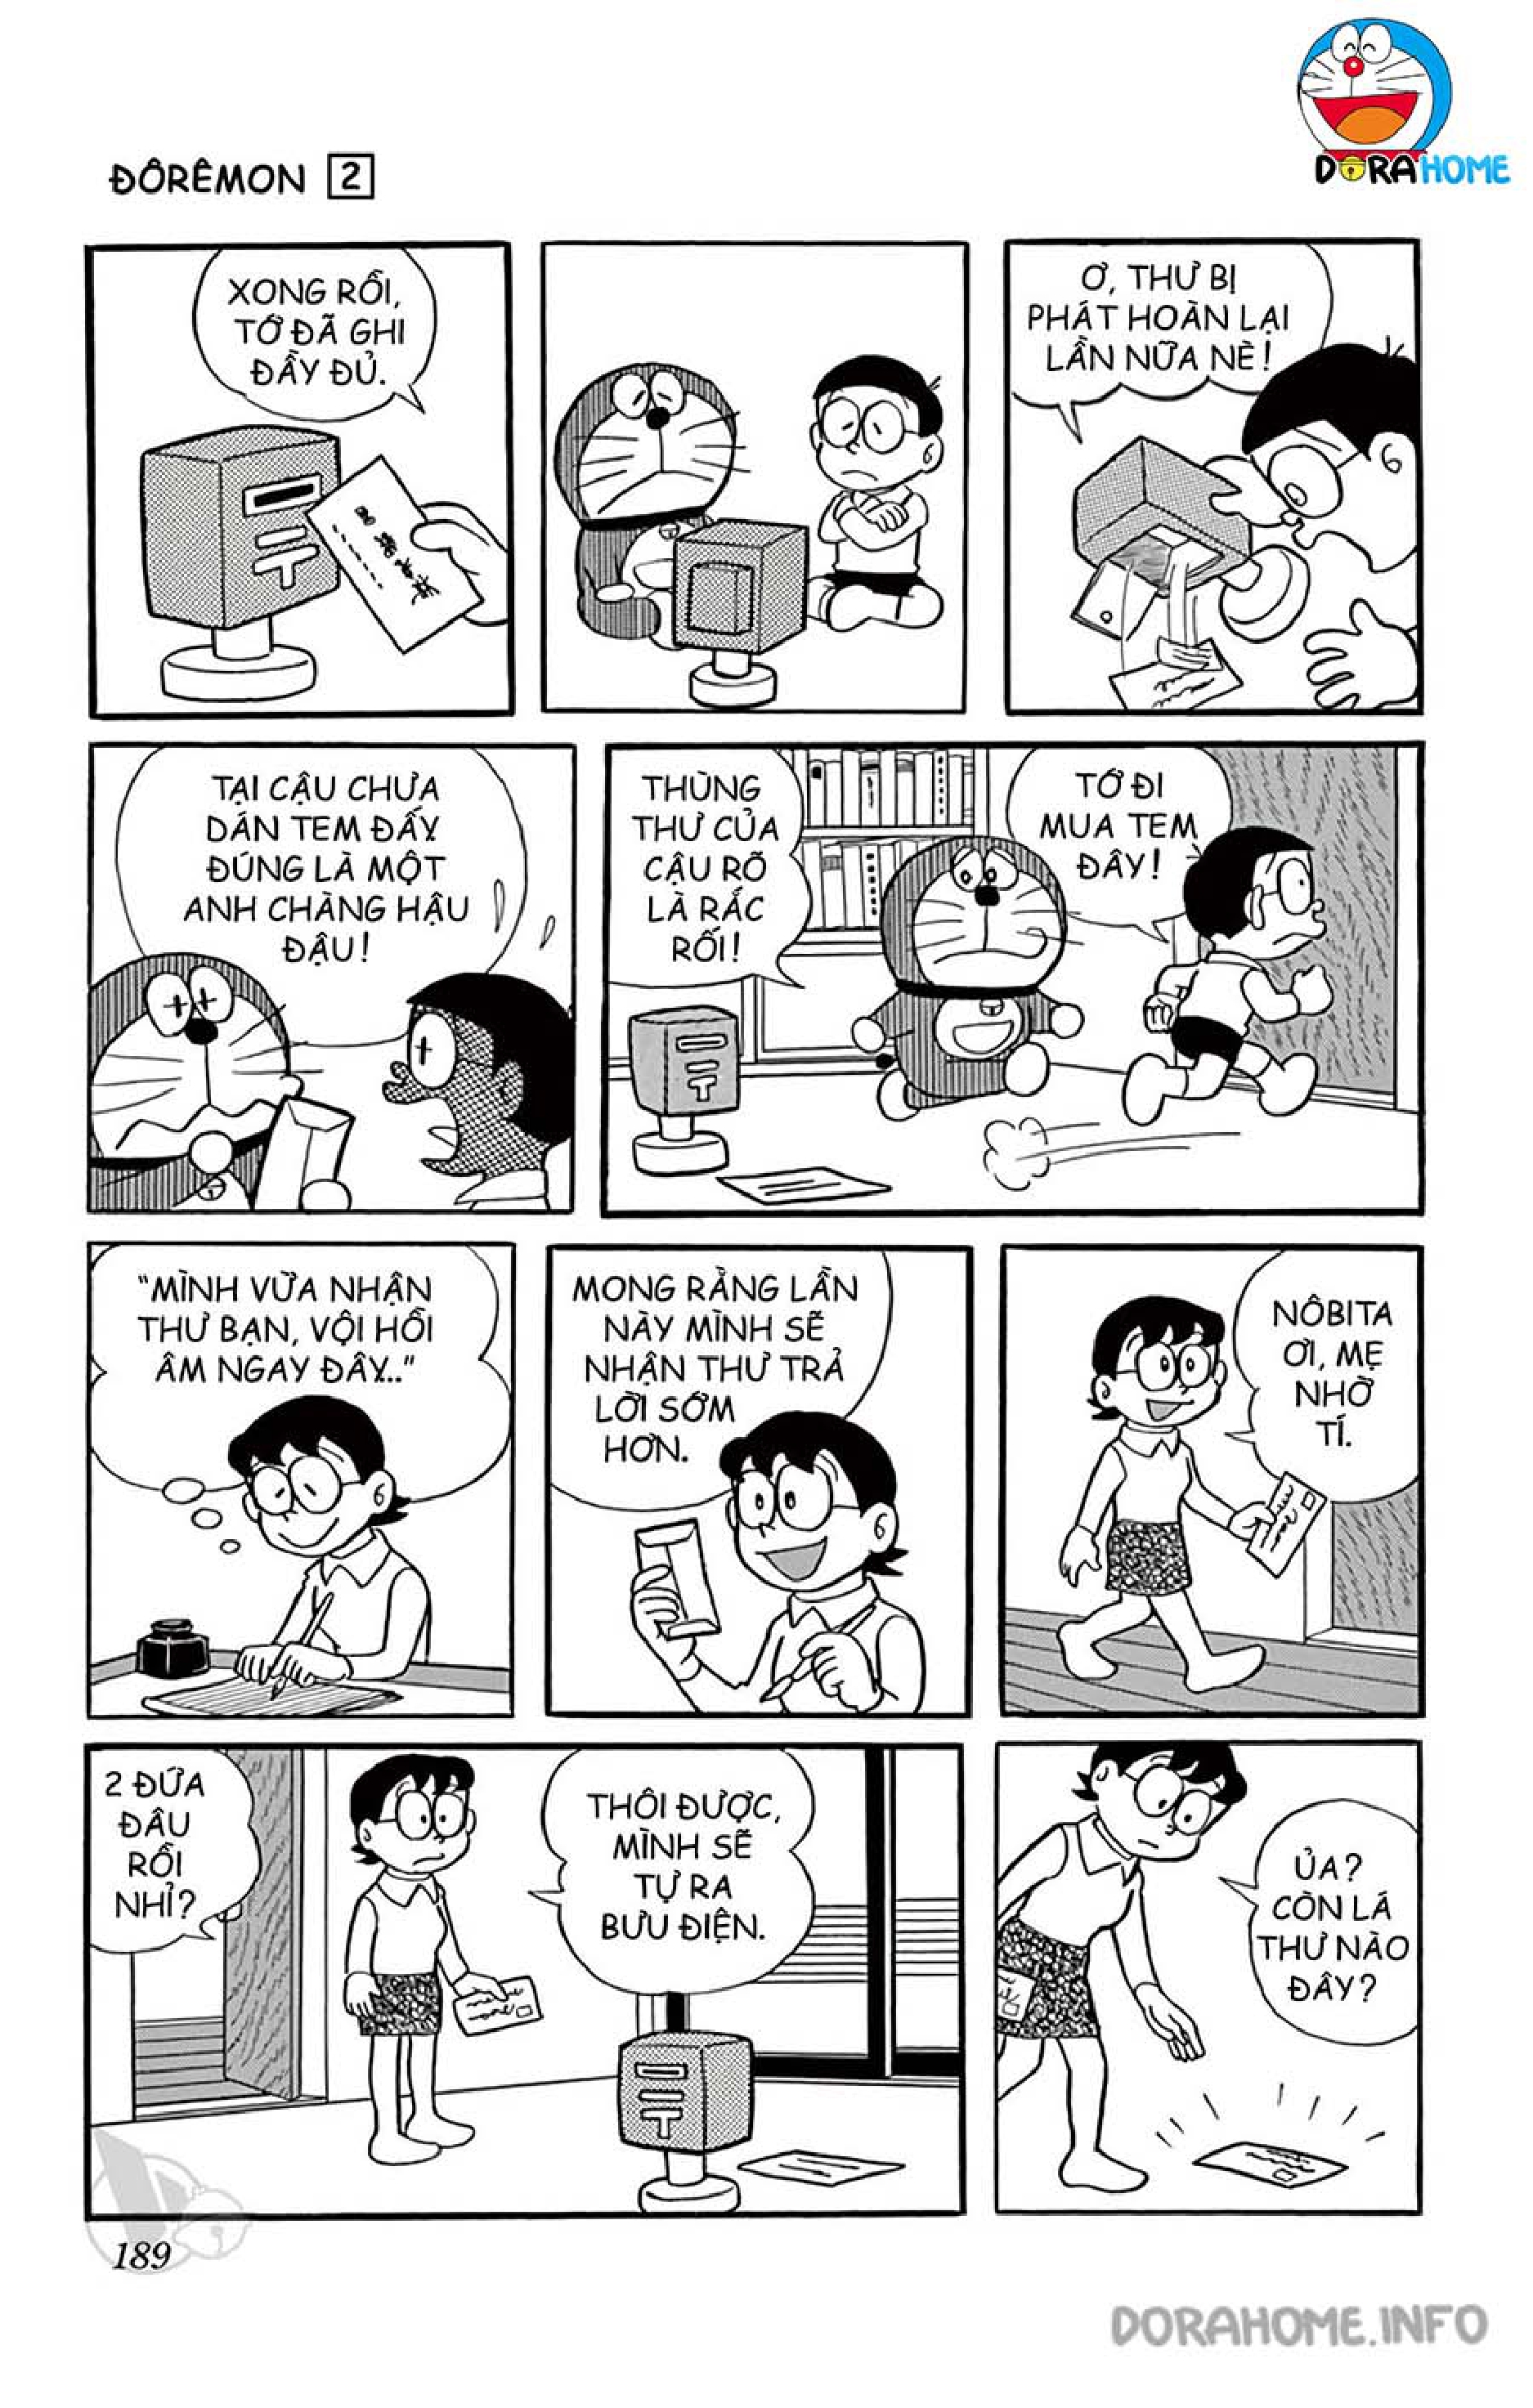 DORAHOME
ĐÔRÊMON 2
XONG RỒI,
TỚ ĐÃ GHI
ĐẦY ĐỦ.
Ơ, THƯ BỊ
PHÁT HOÀN LẠI
LẦN NỮA NÈ!
TẠI CẬU CHƯA
DÁN TEM ĐẤY.
ĐÚNG LÀ MỘT
ANH CHÀNG HẬU
ĐẬU!
THÙNG
THƯ CỦA
CẬU RÕ
LÀ RẮC
RỐI!
TỚ ĐI
MUA TEM
ĐÂY!
"MÌNH VỪA NHẬN
THƯ BẠN, VỘI HỒI
ÂM NGAY ĐÂY..."
MONG RẰNG LẦN
NÀY MÌNH SẼ
NHẬN THƯ TRẢ
LỜI SỚM
HƠN.
NÔBITA
ƠI, MẸ
NHỜ
TÍ.
2 ĐỨA
ĐÂU
RỒI
NHỈ?
THÔI ĐƯỢC,
MÌNH SẼ
TỰ RA
BƯU ĐIỆN.
ỦA?
CÒN LÁ
THƯ NÀO
ĐÂY?
189
DORAHOME.INFO